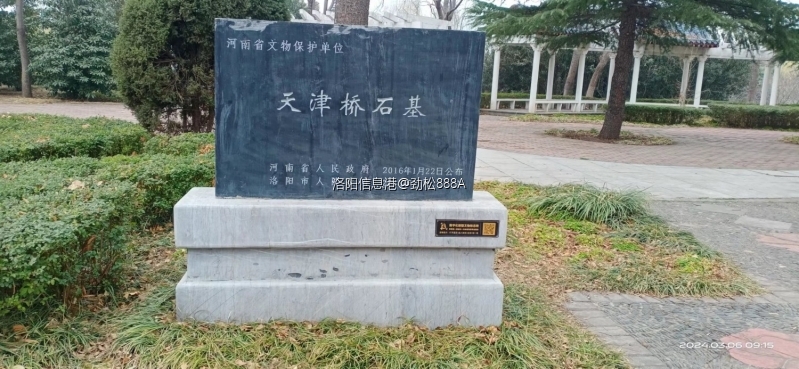 河南省文物保护单位
天津桥石基
河南省人民政府 2016年1月22日公布
洛阳市人
洛阳信息港@劲松888A
2024.03.06 09:15